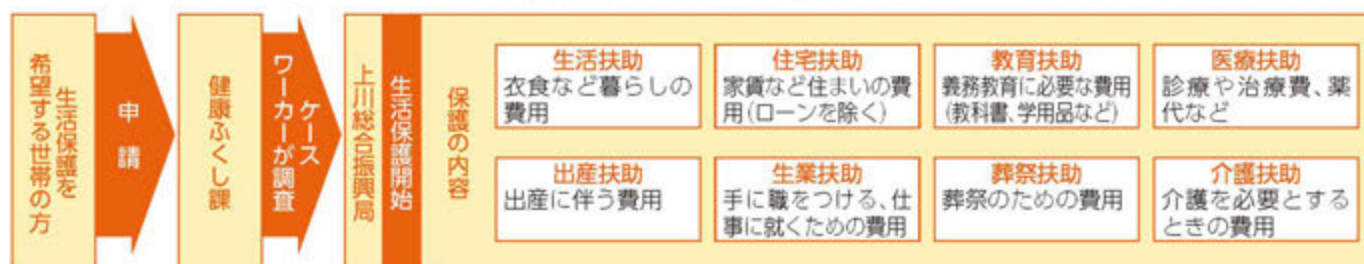 生活保護を
希望する世帯の方
申請
健康ふくし課
ケース
ワーカーが調査
上川総合振興局
生活保護開始
保護の内容
生活扶助
衣食など暮らしの
費用
住宅扶助
家賃など住まいの費
用(ローンを除く)
教育扶助
義務教育に必要な費用
(教科書、学用品など)
医療扶助
診療や治療費、薬
代など
出産扶助
出産に伴う費用
生業扶助
手に職をつける、仕
事に就くための費用
葬祭扶助
葬祭のための費用
介護扶助
介護を必要とする
ときの費用